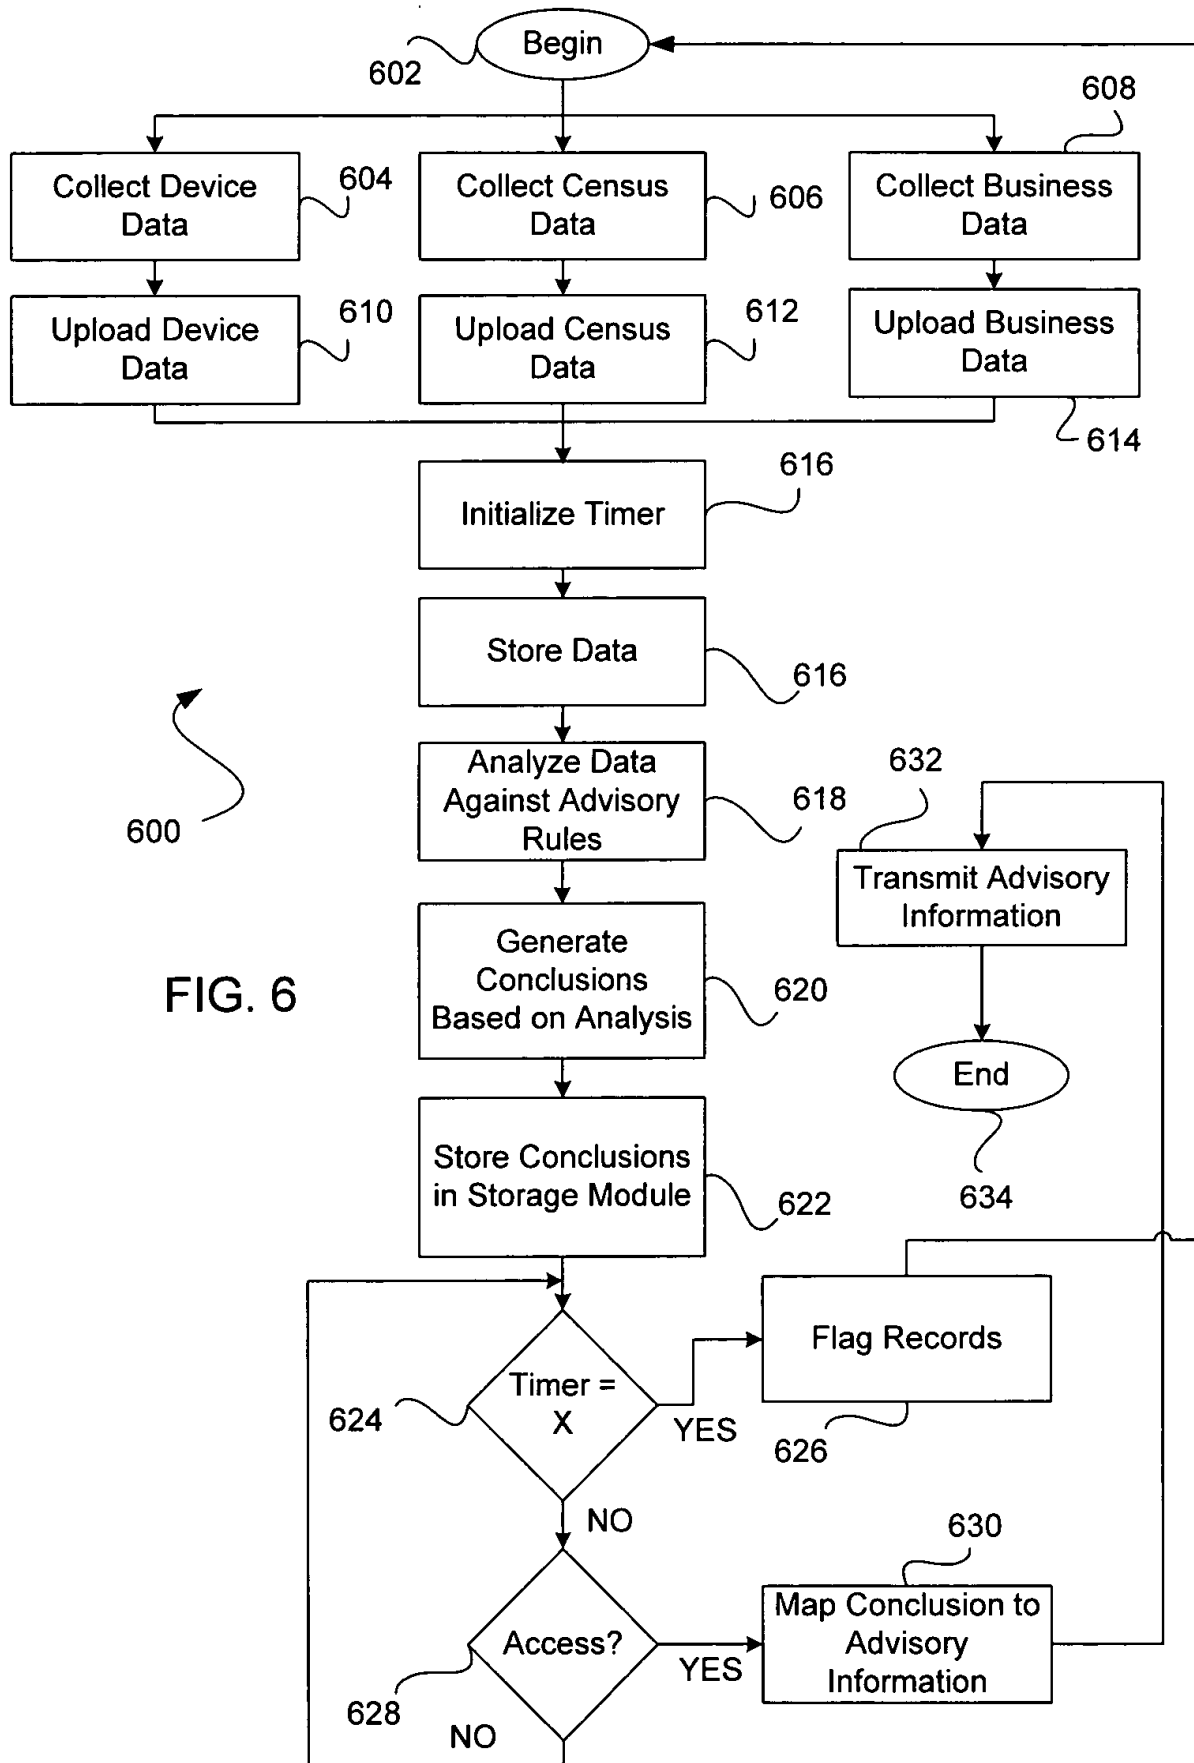 Begin
602
608
Collect Device
Data
604
Collect Census
Data
606
Collect Business
Data
Upload Device
Data
610
Upload Census
Data
612
Upload Business
Data
614
Initialize Timer
616
Store Data
616
600
Analyze Data
Against Advisory
Rules
618
632
Transmit Advisory
Information
FIG. 6
Generate
Conclusions
Based on Analysis
620
End
634
Store Conclusions
in Storage Module
622
Timer =
X
624
YES
Flag Records
626
NO
630
Access?
628
YES
Map Conclusion to
Advisory
Information
NO